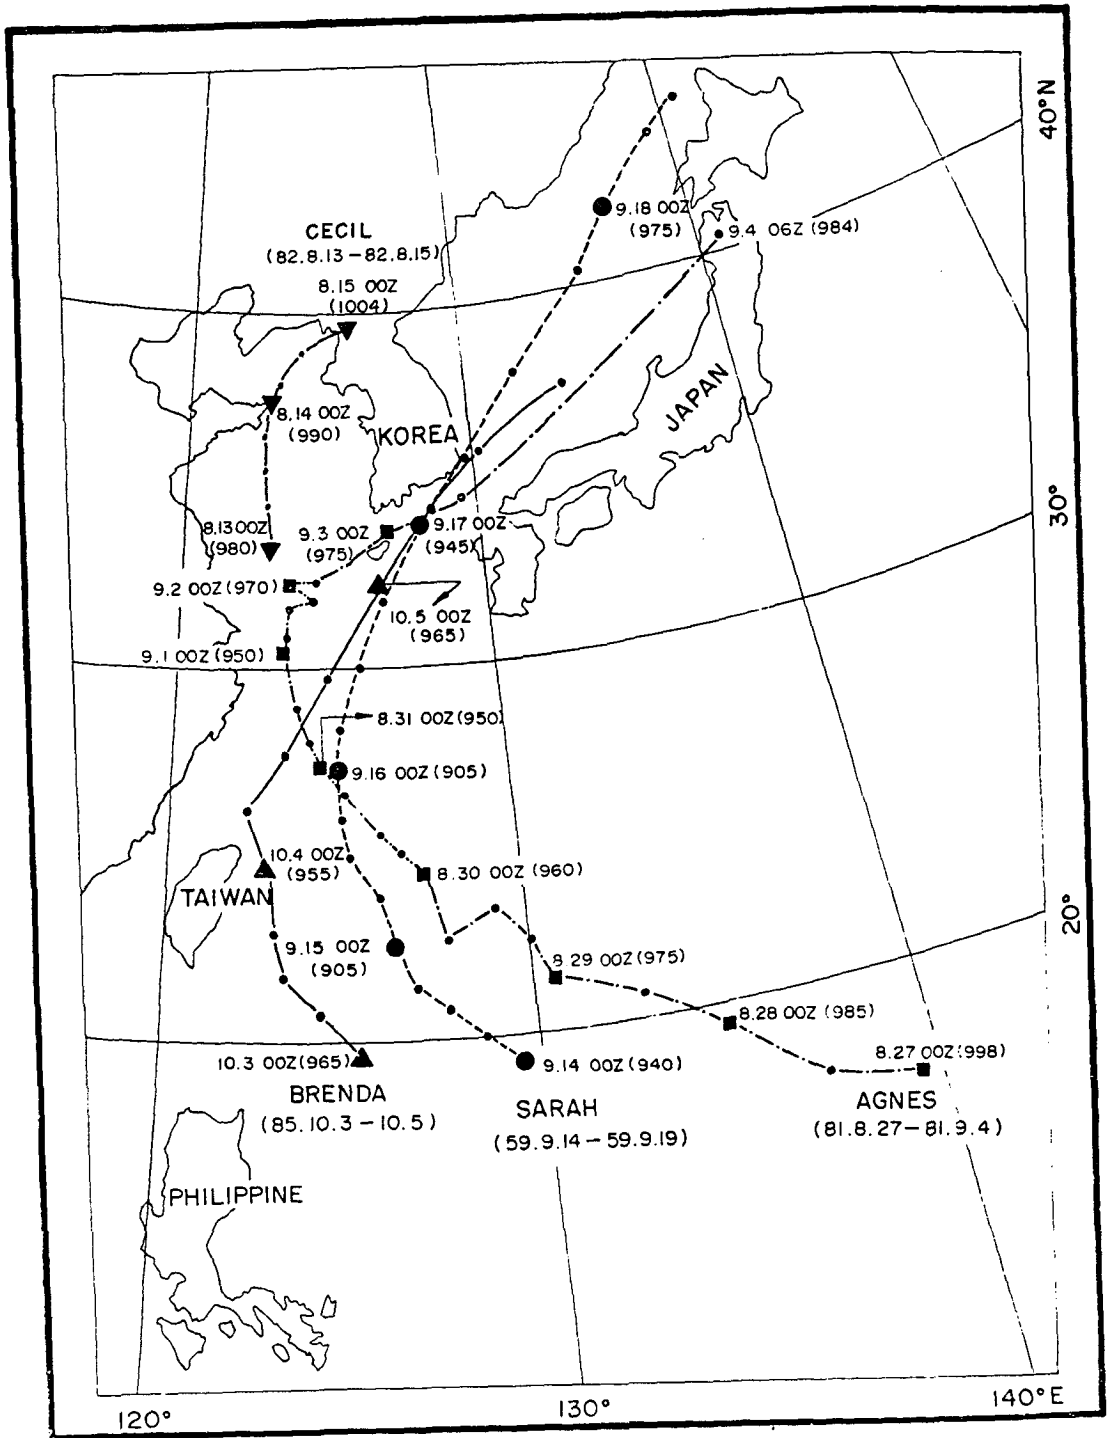 40°N
9.18 00Z
(975)
9.4 06Z (984)
CECIL
(82.8.13-82.8.15)
8.15 00Z
(1004)
8.14 00Z
(990)
KOREA
JAPAN
30°
8.13 00Z
(980)
9.3 00Z
(975)
9.17 00Z
(945)
9.2 00Z(970)
10.5 00Z
(965)
9.1 00Z(950)
8.31 00Z(950)
9.16 00Z(905)
10.4 00Z
(955)
8.30 00Z(960)
TAIWAN
20°
9.15 00Z
(905)
8.29 00Z(975)
8.28 00Z (985)
10.3 00Z(965)
9.14 00Z(940)
8.27 00Z(998)
BRENDA
(85.10.3-10.5)
SARAH
(59.9.14-59.9.19)
AGNES
(81.8.27-81.9.4)
PHILIPPINE
120°
130°
140°E